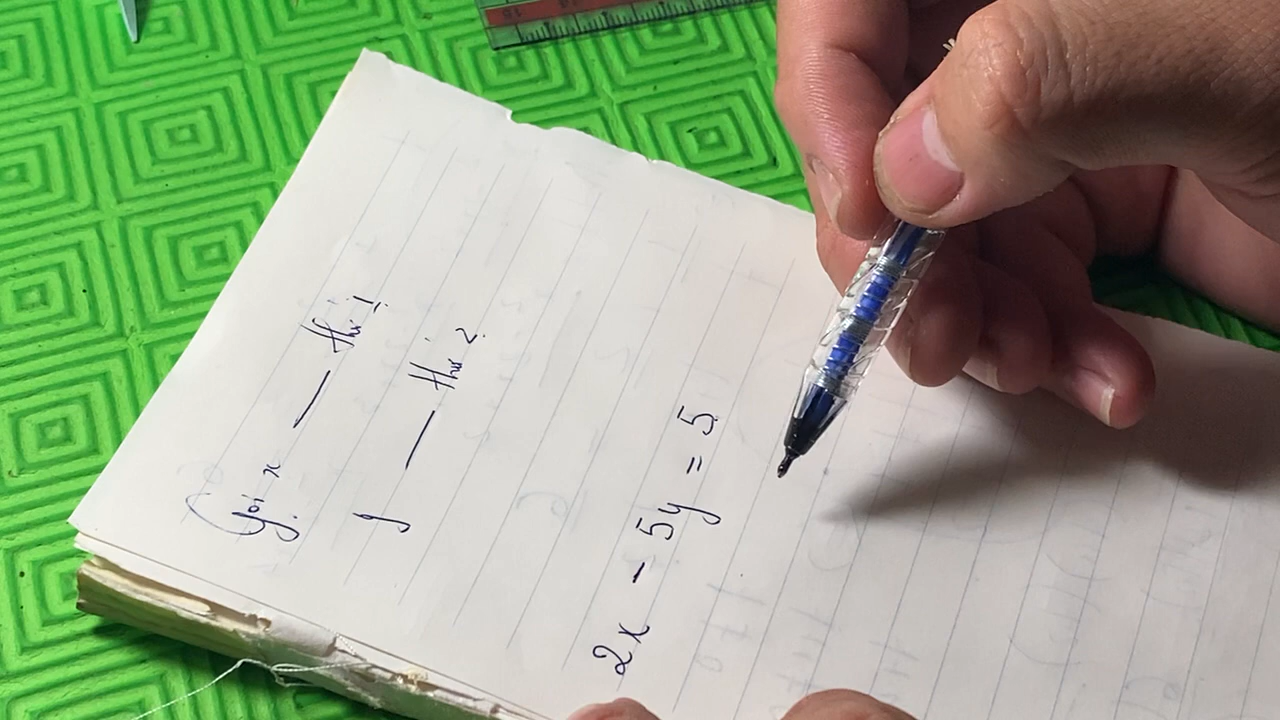 Gọi x — thứ 1
y — thứ 2
2x - 5y = 5